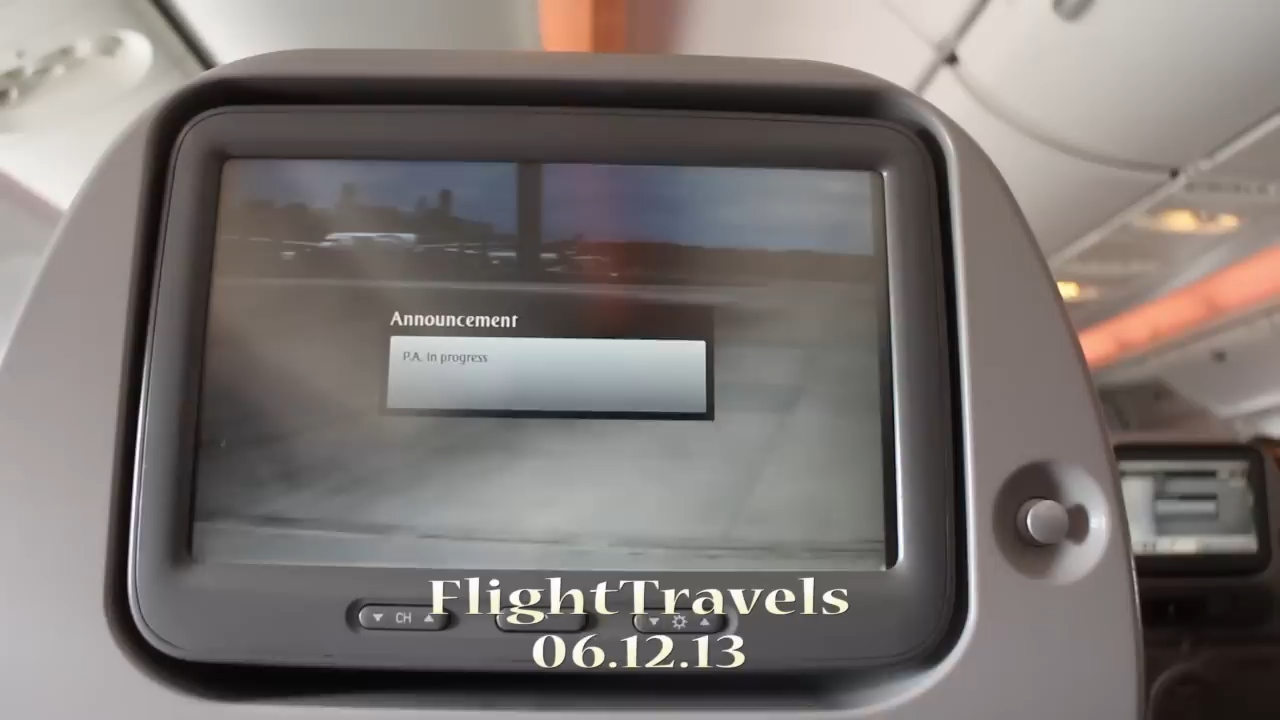 Announcement
P.A. In progress
CH
FlightTravels
06.12.13